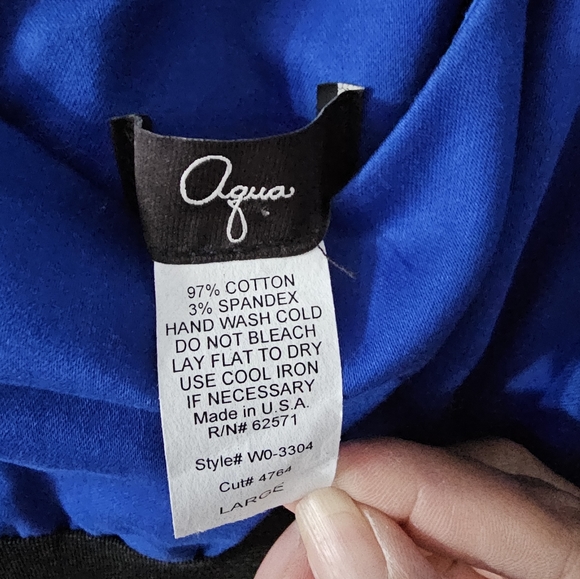 Aqua
97% COTTON
3% SPANDEX
HAND WASH COLD
DO NOT BLEACH
LAY FLAT TO DRY
USE COOL IRON
IF NECESSARY
Made in U.S.A.
R/N# 62571
Style# W0-3304
Cut# 4764
LARGE